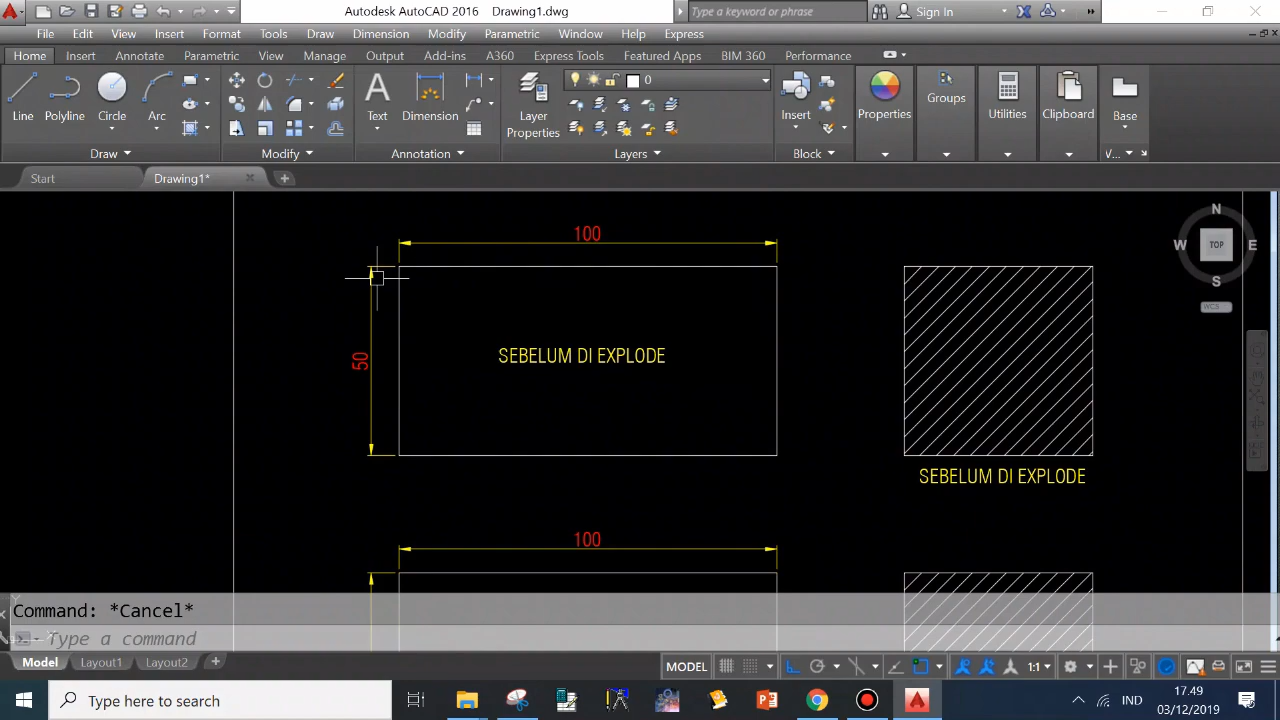 Autodesk AutoCAD 2016 Drawing1.dwg
Type a keyword or phrase
Sign In
File Edit View Insert Format Tools Draw Dimension Modify Parametric Window Help Express
Home Insert Annotate Parametric View Manage Output Add-ins A360 Express Tools Featured Apps BIM 360 Performance
Line Polyline Circle Arc
Text Dimension
Layer
Properties
0
Insert
Properties
Groups
Utilities
Clipboard
Base
Draw Modify Annotation Layers Block V...
Start Drawing1*
100
50
SEBELUM DI EXPLODE
SEBELUM DI EXPLODE
100
N
W TOP E
S
WCS
Command: *Cancel*
Type a command
Model Layout1 Layout2
MODEL 1:1
Type here to search
IND
17.49
03/12/2019